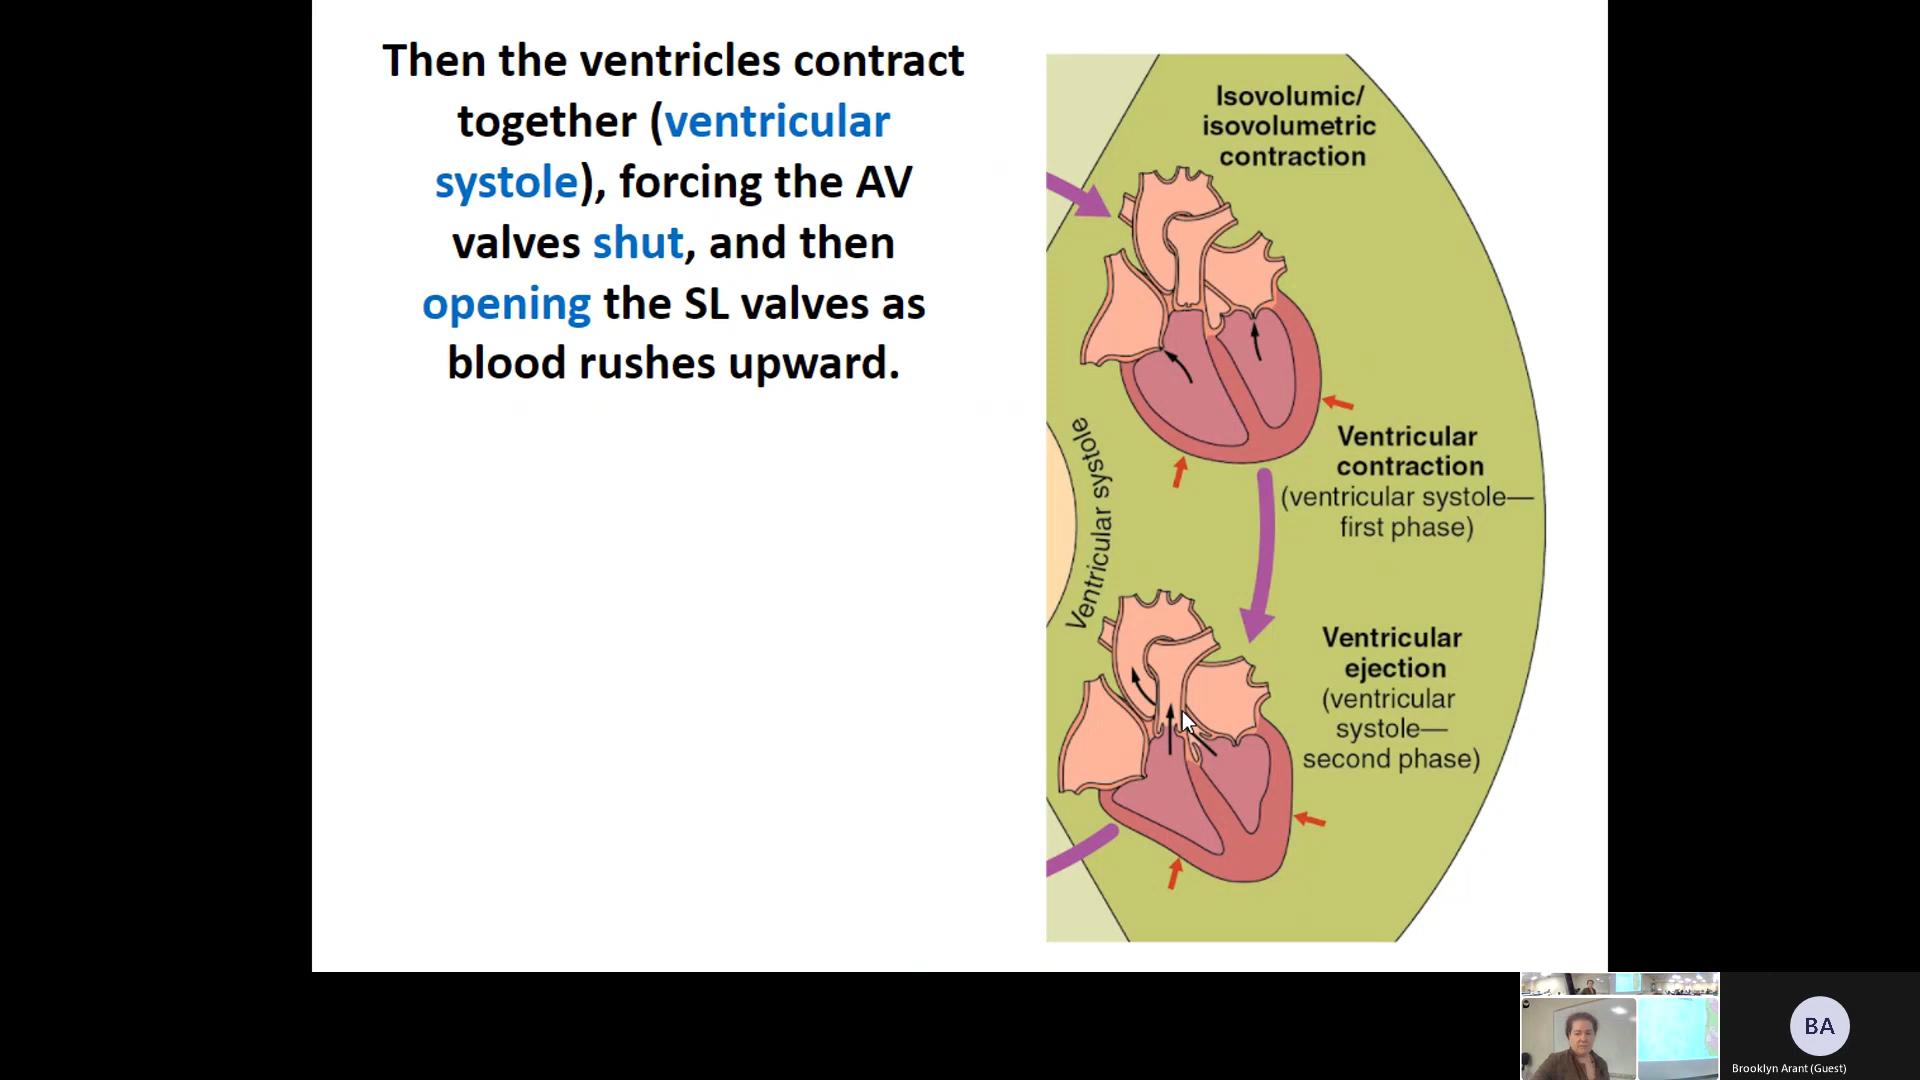 Then the ventricles contract
together (ventricular
systole), forcing the AV
valves shut, and then
opening the SL valves as
blood rushes upward.
Isovolumic/
isovolumetric
contraction
Ventricular
contraction
(ventricular systole—
first phase)
Ventricular systole
Ventricular
ejection
(ventricular
systole—
second phase)
BA
Brooklyn Arant (Guest)